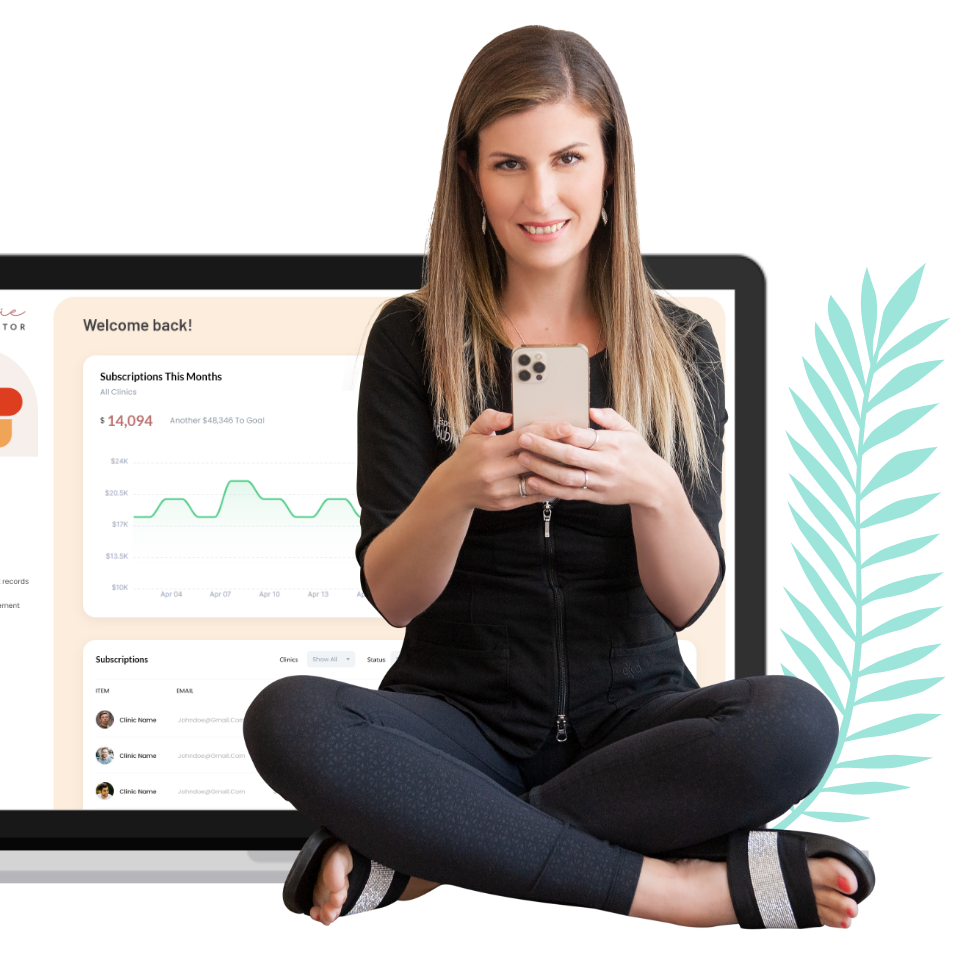 TOR
Welcome back!
Subscriptions This Months
All Clinics
$ 14,094 Another $48,346 To Goal
$24K
$20.5K
$17K
$13.5K
$10K
Apr 04 Apr 07 Apr 10 Apr 13
records
ement
Subscriptions Clinics Show All Status
ITEM EMAIL
Clinic Name Johndoe@Gmail.Com
Clinic Name Johndoe@Gmail.Com
Clinic Name Johndoe@Gmail.Com